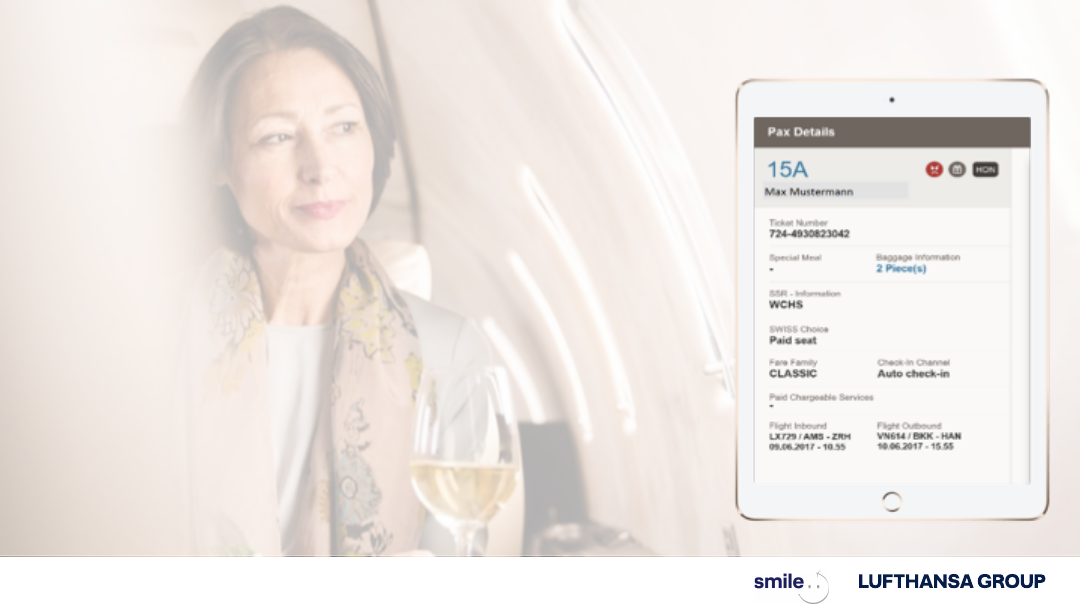 Pax Details
15A
HON
Max Mustermann
Ticket Number
724-4930823042
Special Meal
Baggage Information
-
2 Piece(s)
SSR - Information
WCHS
SWISS Choice
Paid seat
Fare Family
Check-In Channel
CLASSIC
Auto check-in
Paid Chargeable Services
-
Flight Inbound
Flight Outbound
LX729 / AMS - ZRH
VN614 / BKK - HAN
09.06.2017 - 10.55
10.06.2017 - 15.55
smile
LUFTHANSA GROUP